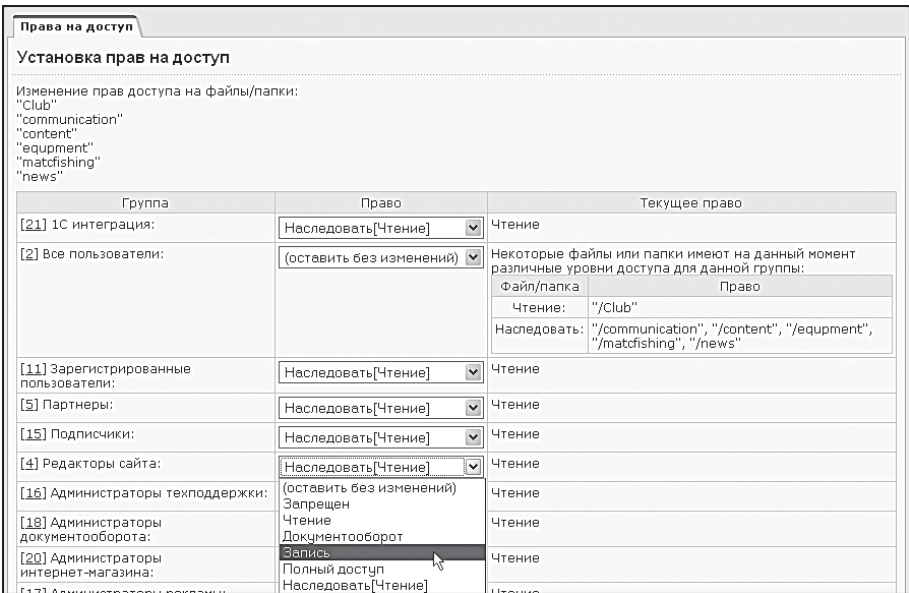 Права на доступ
Установка прав на доступ
Изменение прав доступа на файлы/папки:
"Club"
"communication"
"content"
"equpment"
"matcfishing"
"news"
Группа Право Текущее право
[21] 1С интеграция: Наследовать[Чтение] Чтение
[2] Все пользователи: (оставить без изменений) Некоторые файлы или папки имеют на данный момент
различные уровни доступа для данной группы:
Файл/папка Право
Чтение: "/Club"
Наследовать: "/communication", "/content", "/equpment",
"/matcfishing", "/news"
[11] Зарегистрированные
пользователи: Наследовать[Чтение] Чтение
[5] Партнеры: Наследовать[Чтение] Чтение
[15] Подписчики: Наследовать[Чтение] Чтение
[4] Редакторы сайта: Наследовать[Чтение] Чтение
(оставить без изменений)
[16] Администраторы техподдержки: Чтение
Запрещен
Чтение
[18] Администраторы
документооборота: Чтение
Документооборот
Запись
[20] Администраторы
интернет-магазина: Чтение
Полный доступ
Наследовать[Чтение]
[17] Администраторы рекламы: Чтение